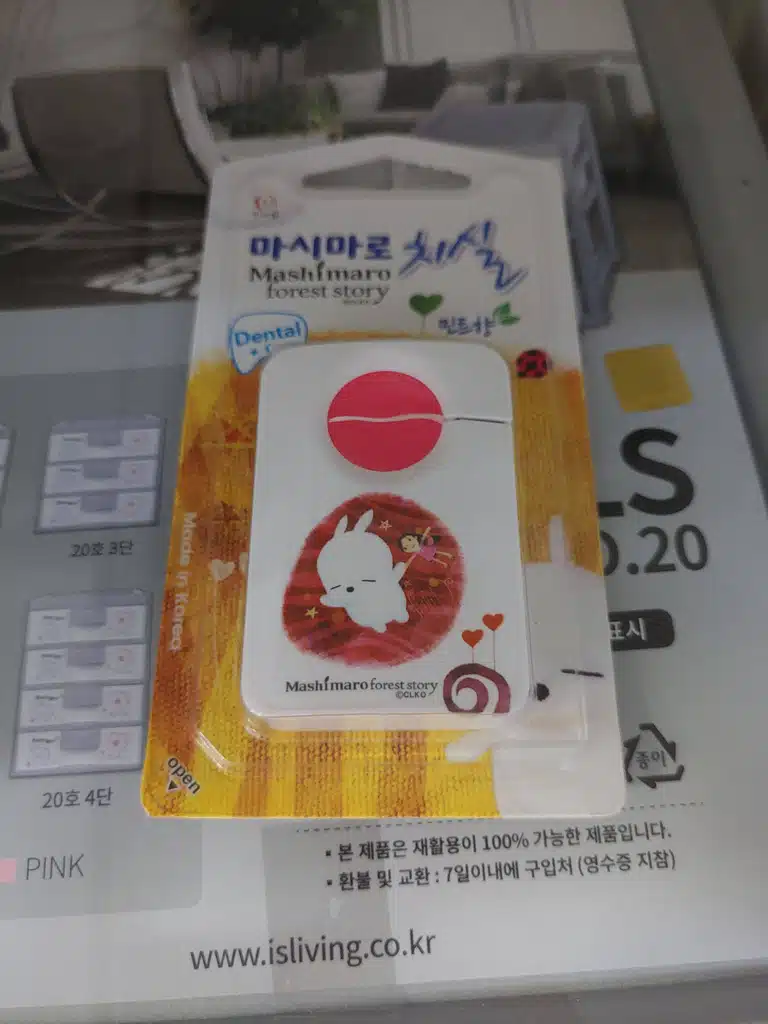 마시마로 치실
Mashimaro
forest story
민트향
Dental
Made in Korea
Mashimaro forest story
©CLKO
open
LS
.20
표시
20호 3단
20호 4단
PINK
종이
▪ 본 제품은 재활용이 100% 가능한 제품입니다.
▪ 환불 및 교환 : 7일이내에 구입처 (영수증 지참)
www.isliving.co.kr